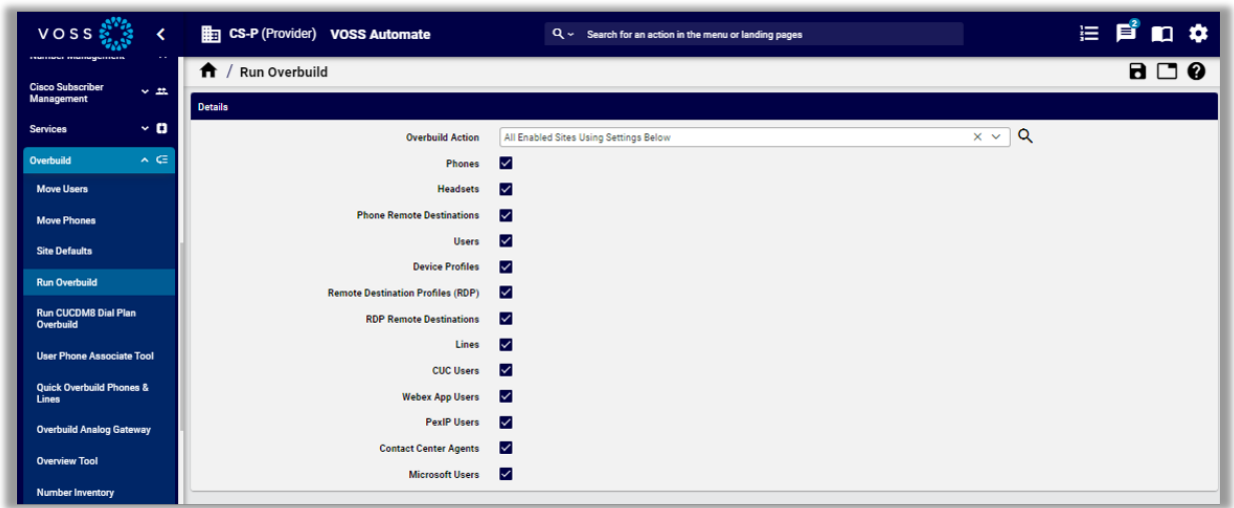 VOSS
CS-P (Provider) VOSS Automate
Search for an action in the menu or landing pages
2
Number Management
/ Run Overbuild
Cisco Subscriber
Management
Services
Overbuild
Move Users
Move Phones
Site Defaults
Run Overbuild
Run CUCDM8 Dial Plan
Overbuild
User Phone Associate Tool
Quick Overbuild Phones &
Lines
Overbuild Analog Gateway
Overview Tool
Number Inventory
Details
Overbuild Action All Enabled Sites Using Settings Below
Phones
Headsets
Phone Remote Destinations
Users
Device Profiles
Remote Destination Profiles (RDP)
RDP Remote Destinations
Lines
CUC Users
Webex App Users
PexIP Users
Contact Center Agents
Microsoft Users